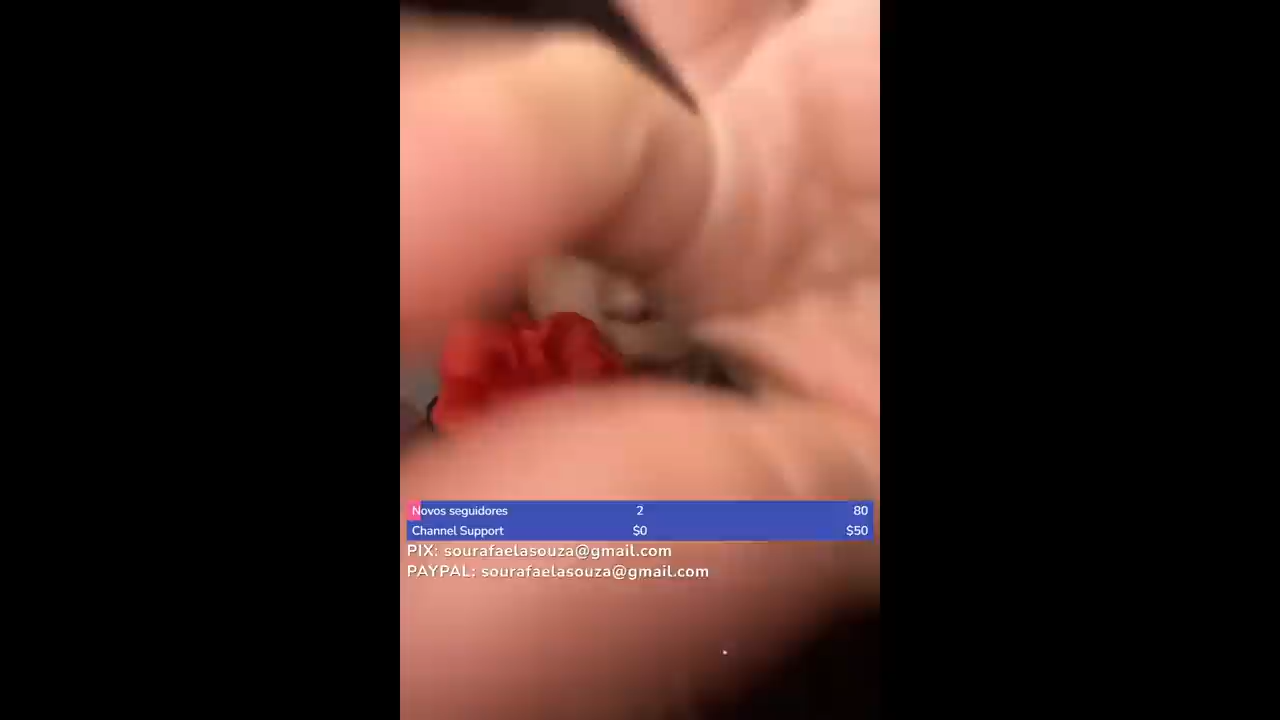 Novos seguidores 2 80
Channel Support $0 $50
PIX: sourafaelasouza@gmail.com
PAYPAL: sourafaelasouza@gmail.com